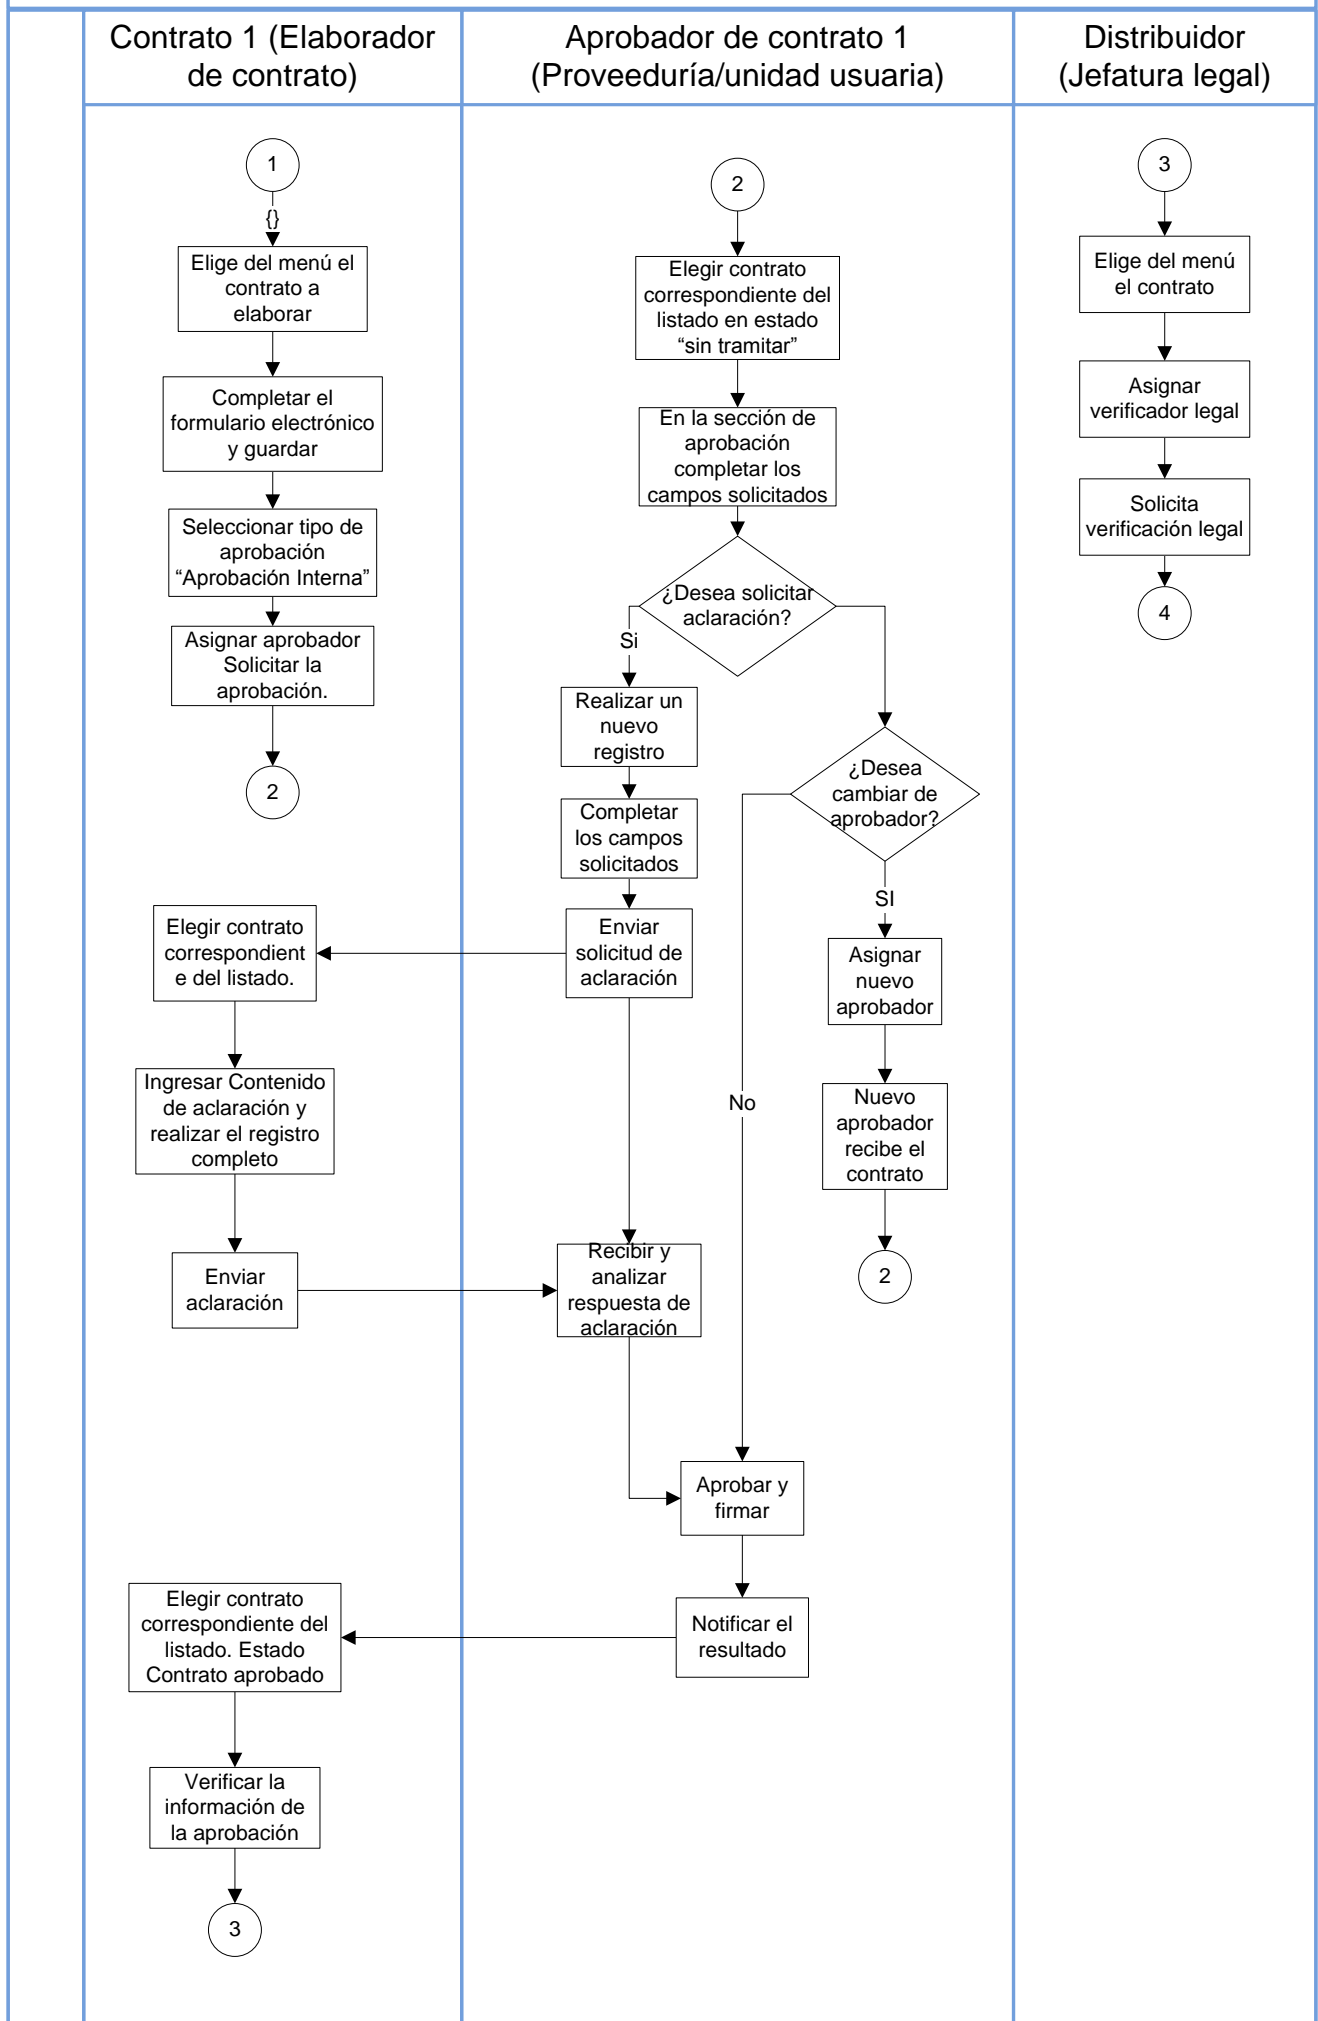 Contrato 1 (Elaborador
de contrato)
Aprobador de contrato 1
(Proveeduría/unidad usuaria)
Distribuidor
(Jefatura legal)
1
{}
Elige del menú el
contrato a
elaborar
Completar el
formulario electrónico
y guardar
Seleccionar tipo de
aprobación
“Aprobación Interna”
Asignar aprobador
Solicitar la
aprobación.
2
Elegir contrato
correspondient
e del listado.
Ingresar Contenido
de aclaración y
realizar el registro
completo
Enviar
aclaración
Elegir contrato
correspondiente del
listado. Estado
Contrato aprobado
Verificar la
información de
la aprobación
3
2
Elegir contrato
correspondiente del
listado en estado
“sin tramitar”
En la sección de
aprobación
completar los
campos solicitados
¿Desea solicitar
aclaración?
Si
Realizar un
nuevo
registro
Completar
los campos
solicitados
Enviar
solicitud de
aclaración
¿Desea
cambiar de
aprobador?
SI
Asignar
nuevo
aprobador
No
Nuevo
aprobador
recibe el
contrato
2
Recibir y
analizar
respuesta de
aclaración
Aprobar y
firmar
Notificar el
resultado
3
Elige del menú
el contrato
Asignar
verificador legal
Solicita
verificación legal
4